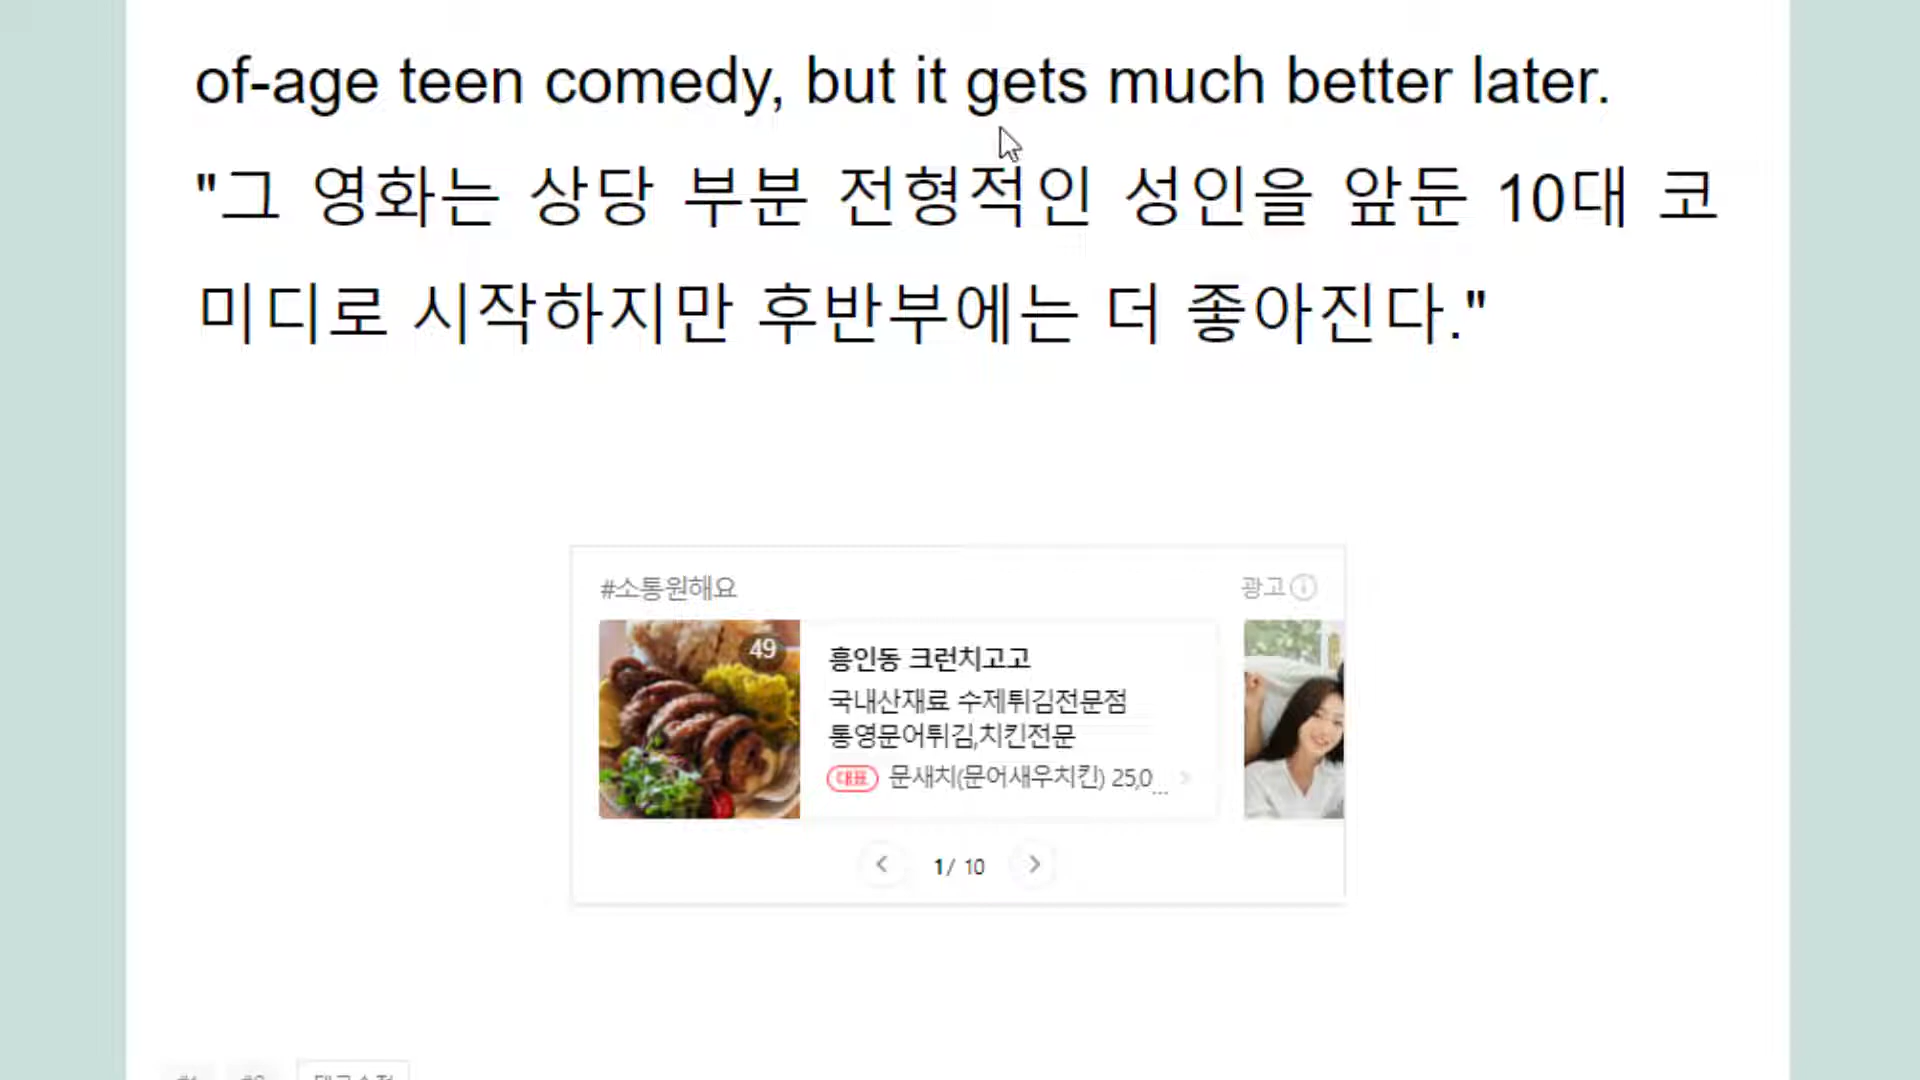 of-age teen comedy, but it gets much better later.
"그 영화는 상당 부분 전형적인 성인을 앞둔 10대 코
미디로 시작하지만 후반부에는 더 좋아진다."
#소통원해요
광고
49
흥인동 크런치고고
국내산재료 수제튀김전문점
통영문어튀김,치킨전문
대표 문새치(문어새우치킨) 25,0...
1/ 10